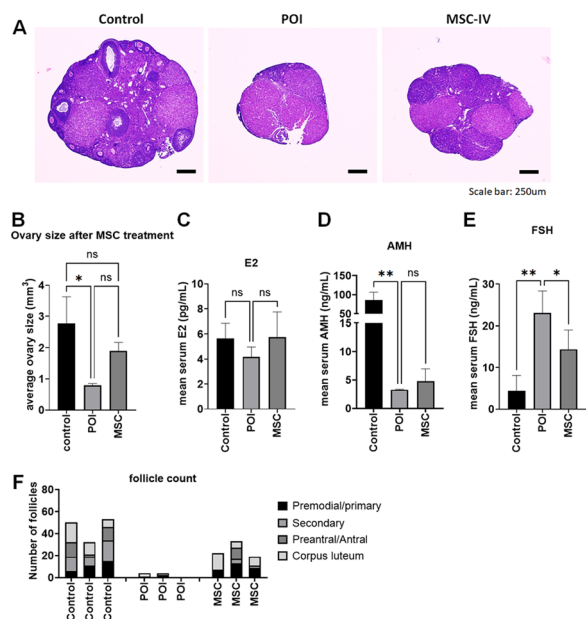 Control POI MSC-IV
A
Scale bar: 250um
B C D E
Ovary size after MSC treatment
E2 AMH FSH
ns
* ns
ns ns
** ns
** *
average ovary size (mm3)
4
3
2
1
0
control POI MSC
mean serum E2 (pg/mL)
10
8
6
4
2
0
control POI MSC
mean serum AMH (ng/mL)
150
100
50
15
10
5
0
control POI MSC
mean serum FSH (ng/mL)
30
20
10
0
control POI MSC
F
follicle count
Number of follicles
80
60
40
20
0
Control Control Control POI POI POI MSC MSC MSC
Premodial/primary
Secondary
Preantral/Antral
Corpus luteum